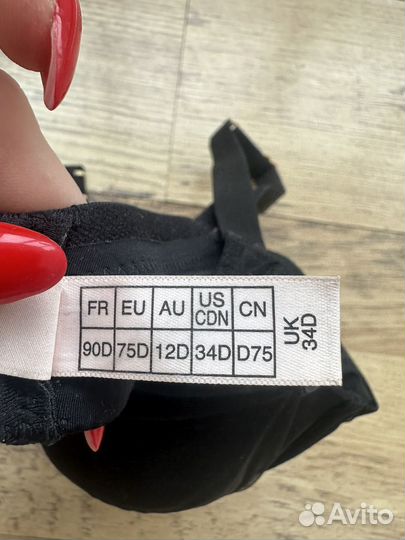 FR EU AU US CDN CN
90D 75D 12D 34D D75
UK 34D
Avito